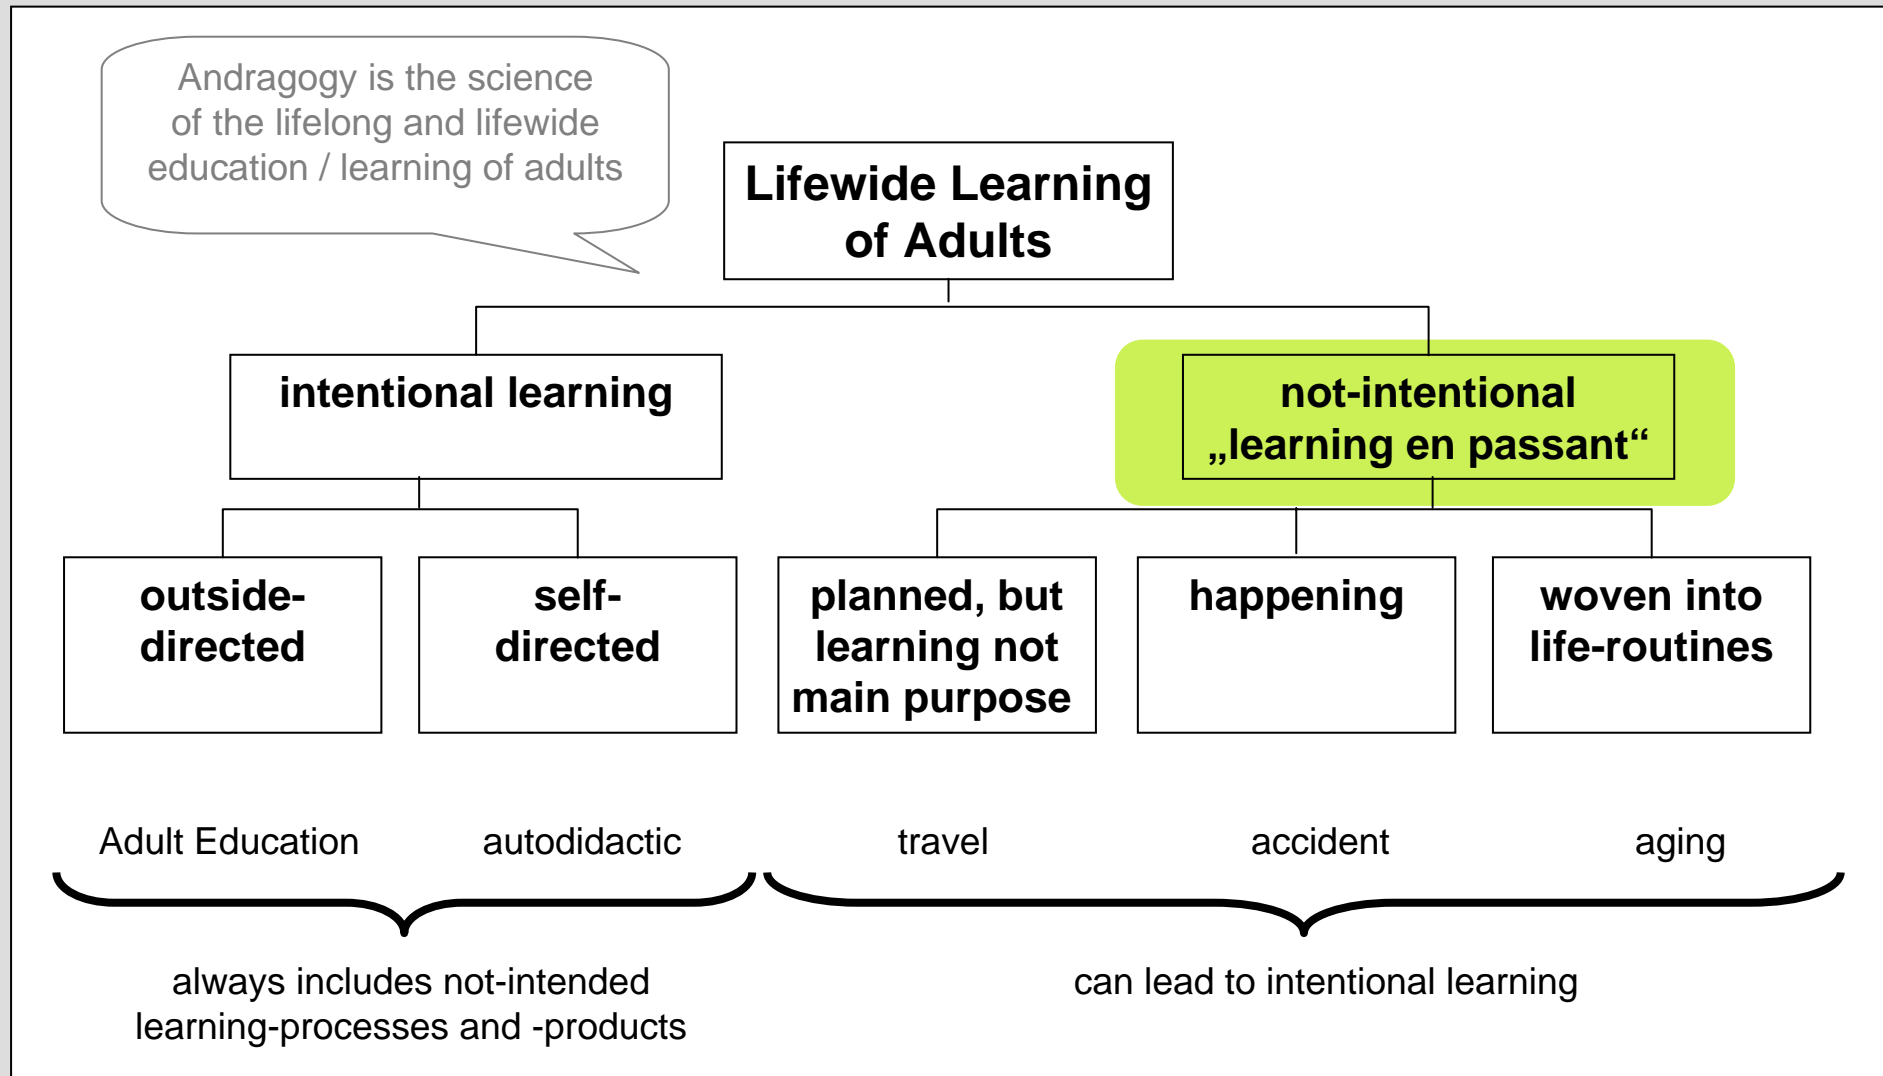 Andragogy is the science
of the lifelong and lifewide
education / learning of adults
Lifewide Learning
of Adults
intentional learning
not-intentional
„learning en passant“
outside-
directed
self-
directed
planned, but
learning not
main purpose
happening
woven into
life-routines
Adult Education
autodidactic
travel
accident
aging
always includes not-intended
learning-processes and -products
can lead to intentional learning